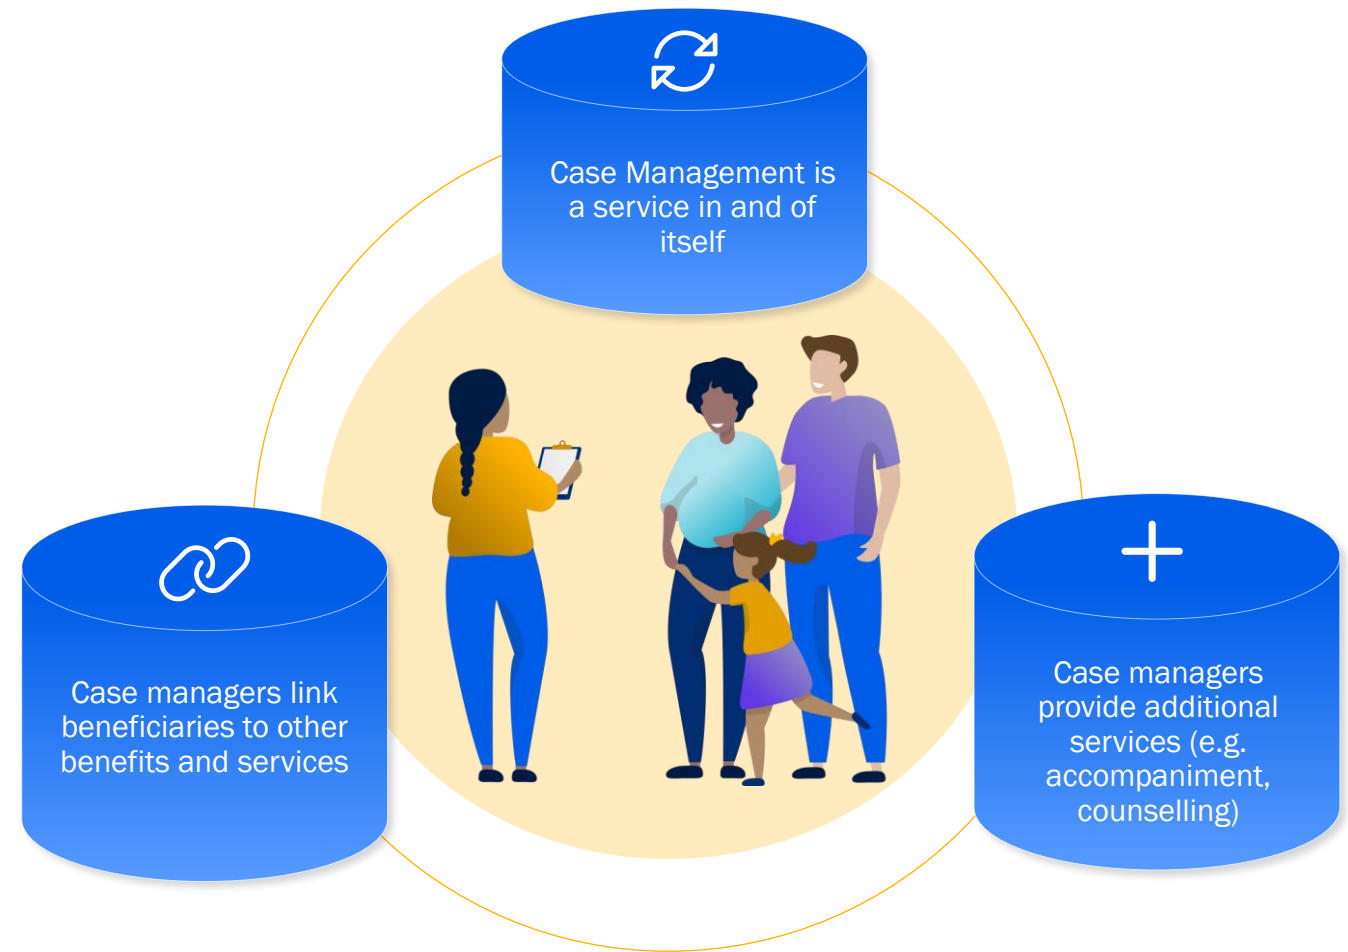 Case Management is
a service in and of
itself
Case managers link
beneficiaries to other
benefits and services
Case managers
provide additional
services (e.g.
accompaniment,
counselling)